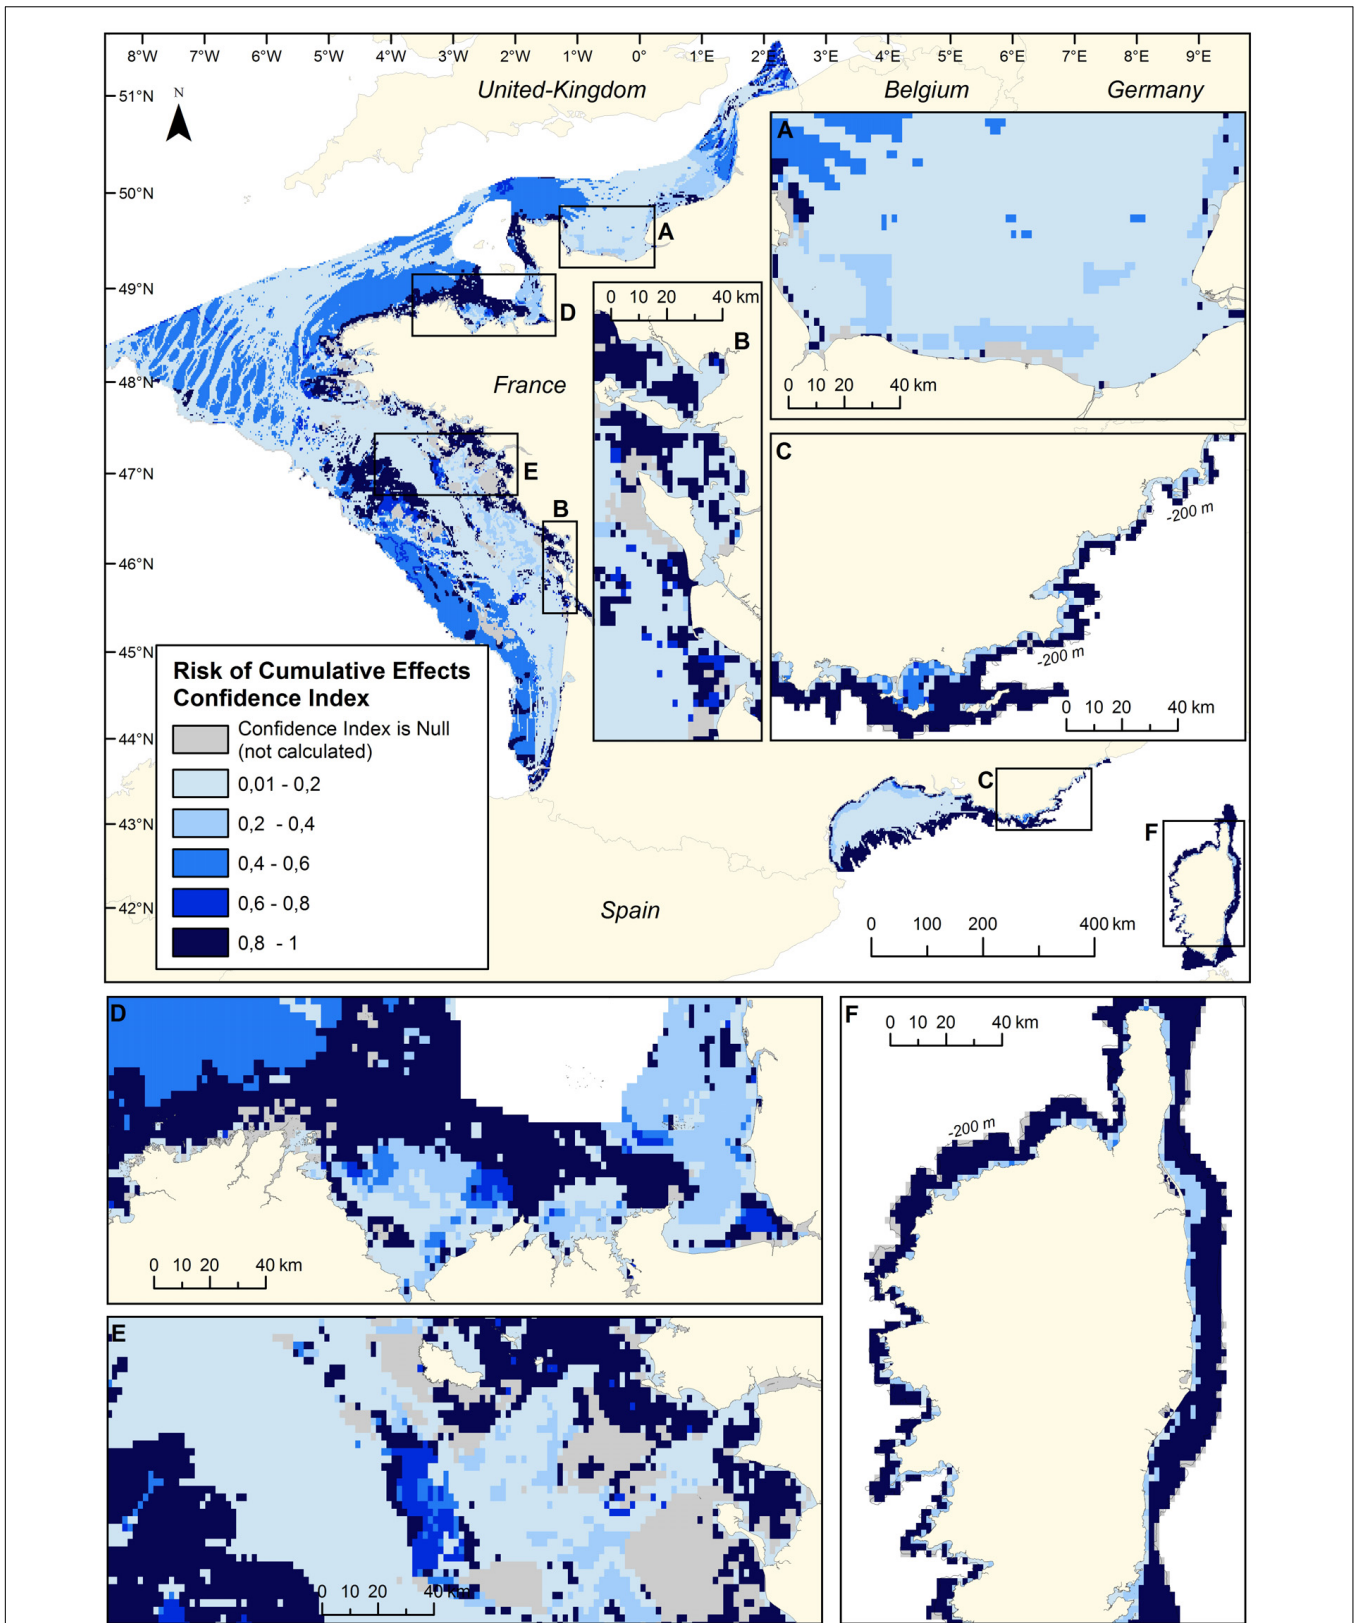 8°W 7°W 6°W 5°W 4°W 3°W 2°W 1°W 0° 1°E 2°E 3°E 4°E 5°E 6°E 7°E 8°E 9°E
N
51°N
50°N
49°N
48°N
47°N
46°N
45°N
44°N
43°N
42°N
United-Kingdom
Belgium
Germany
France
Spain
A
D
E
B
C
F
A
0 10 20 40 km
0 10 20 40 km
B
C
-200 m
-200 m
0 10 20 40 km
Risk of Cumulative Effects
Confidence Index
Confidence Index is Null
(not calculated)
0,01 - 0,2
0,2 - 0,4
0,4 - 0,6
0,6 - 0,8
0,8 - 1
0 100 200 400 km
D
0 10 20 40 km
F
0 10 20 40 km
-200 m
E
0 10 20 40 km